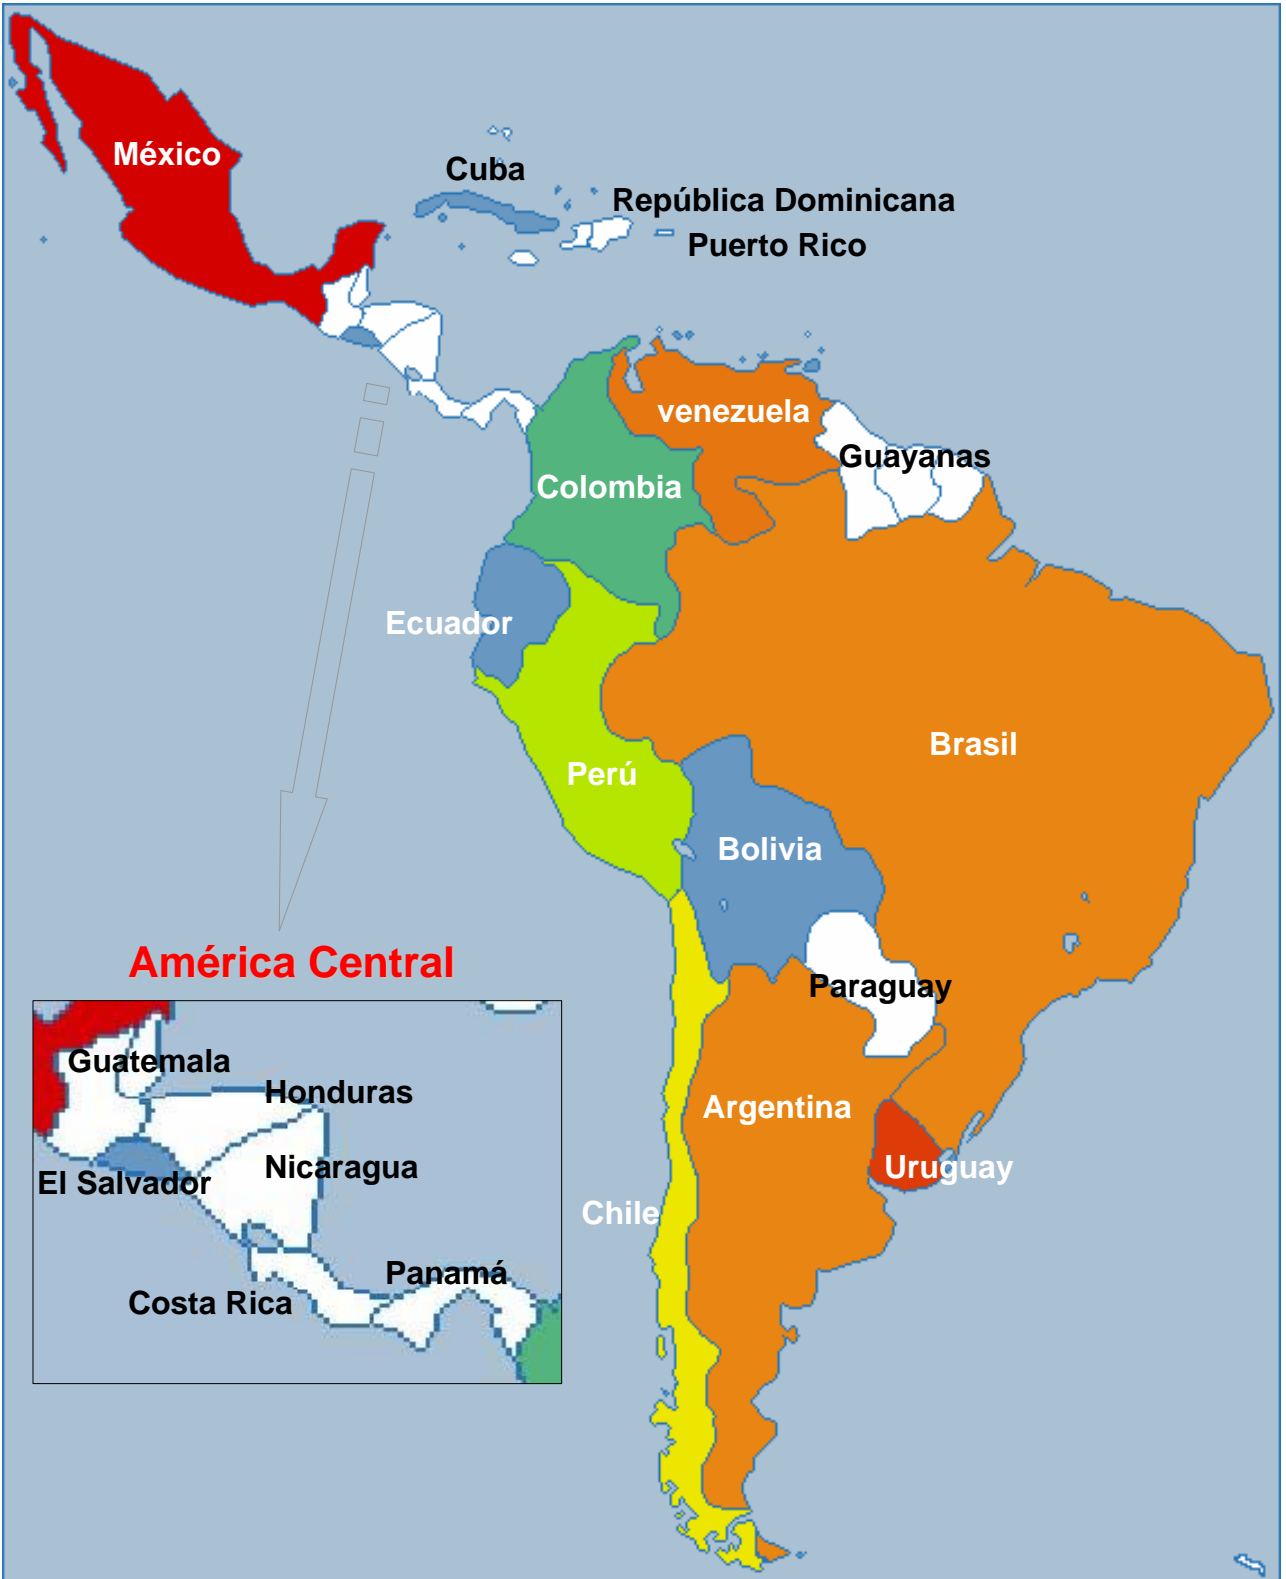 México
Cuba
República Dominicana
Puerto Rico
venezuela
Guayanas
Colombia
Ecuador
Brasil
Perú
Bolivia
América Central
Paraguay
Guatemala
Honduras
Argentina
Nicaragua
Uruguay
El Salvador
Chile
Panamá
Costa Rica